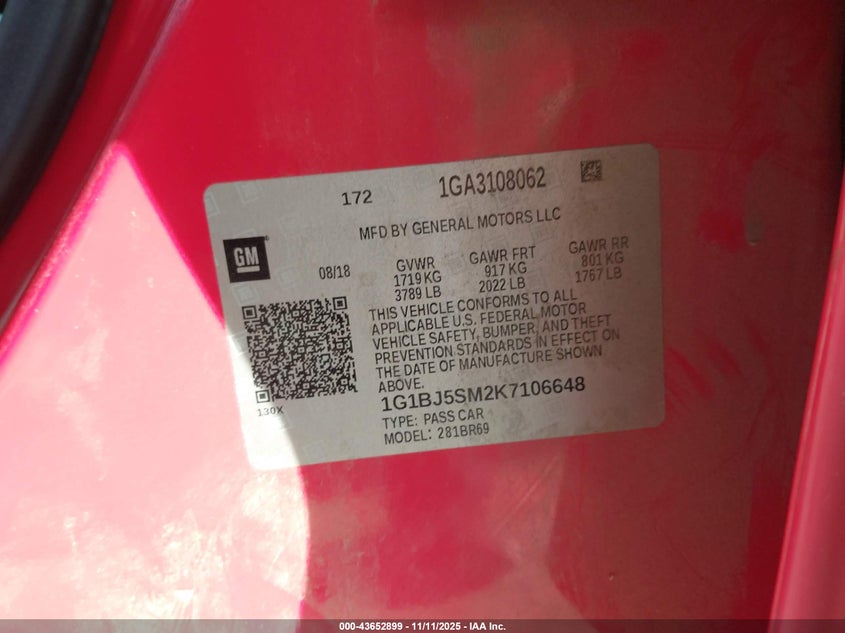 172 1GA3108062
MFD BY GENERAL MOTORS LLC
GM
08/18 GVWR GAWR FRT GAWR RR
1719 KG 917 KG 801 KG
3789 LB 2022 LB 1767 LB
THIS VEHICLE CONFORMS TO ALL
APPLICABLE U.S. FEDERAL MOTOR
VEHICLE SAFETY, BUMPER, AND THEFT
PREVENTION STANDARDS IN EFFECT ON
THE DATE OF MANUFACTURE SHOWN
ABOVE.
130X
1G1BJ5SM2K7106648
TYPE: PASS CAR
MODEL: 281BR69
000-43652899 - 11/11/2025 - IAA Inc.